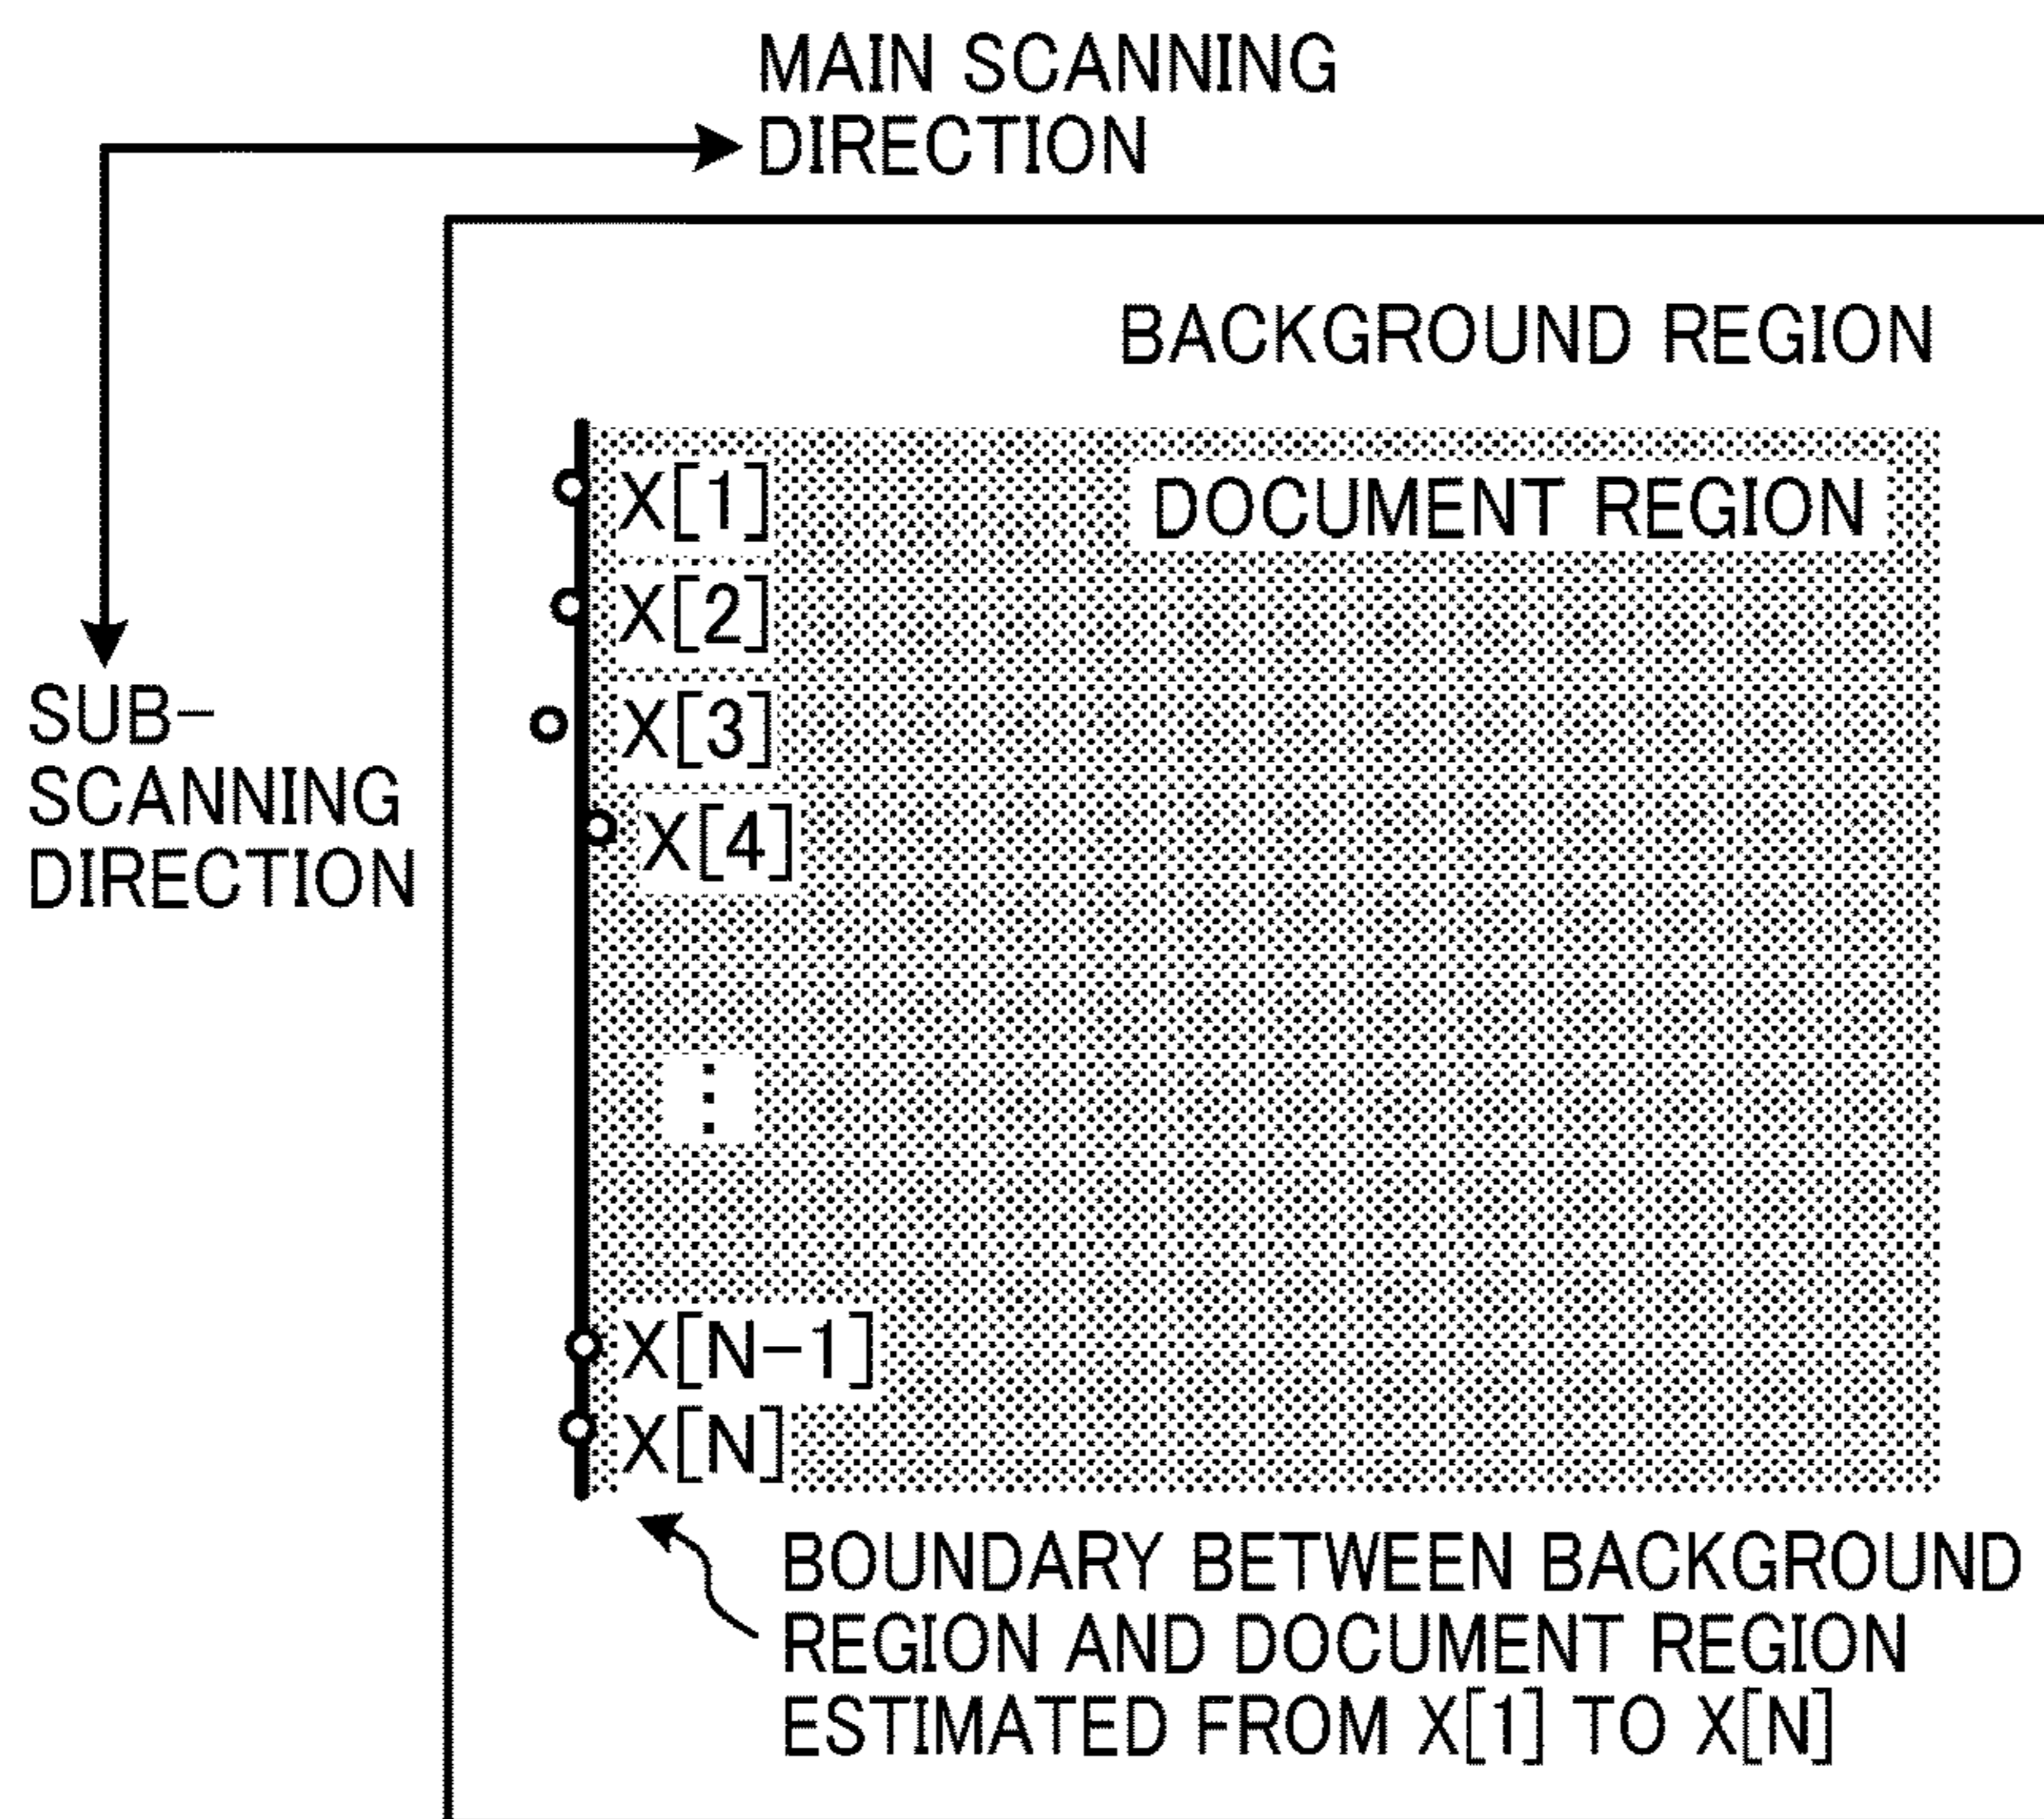 MAIN SCANNING
DIRECTION
BACKGROUND REGION
DOCUMENT REGION
X[1]
X[2]
X[3]
X[4]
SUB-
SCANNING
DIRECTION
⋮
X[N-1]
X[N]
BOUNDARY BETWEEN BACKGROUND
REGION AND DOCUMENT REGION
ESTIMATED FROM X[1] TO X[N]